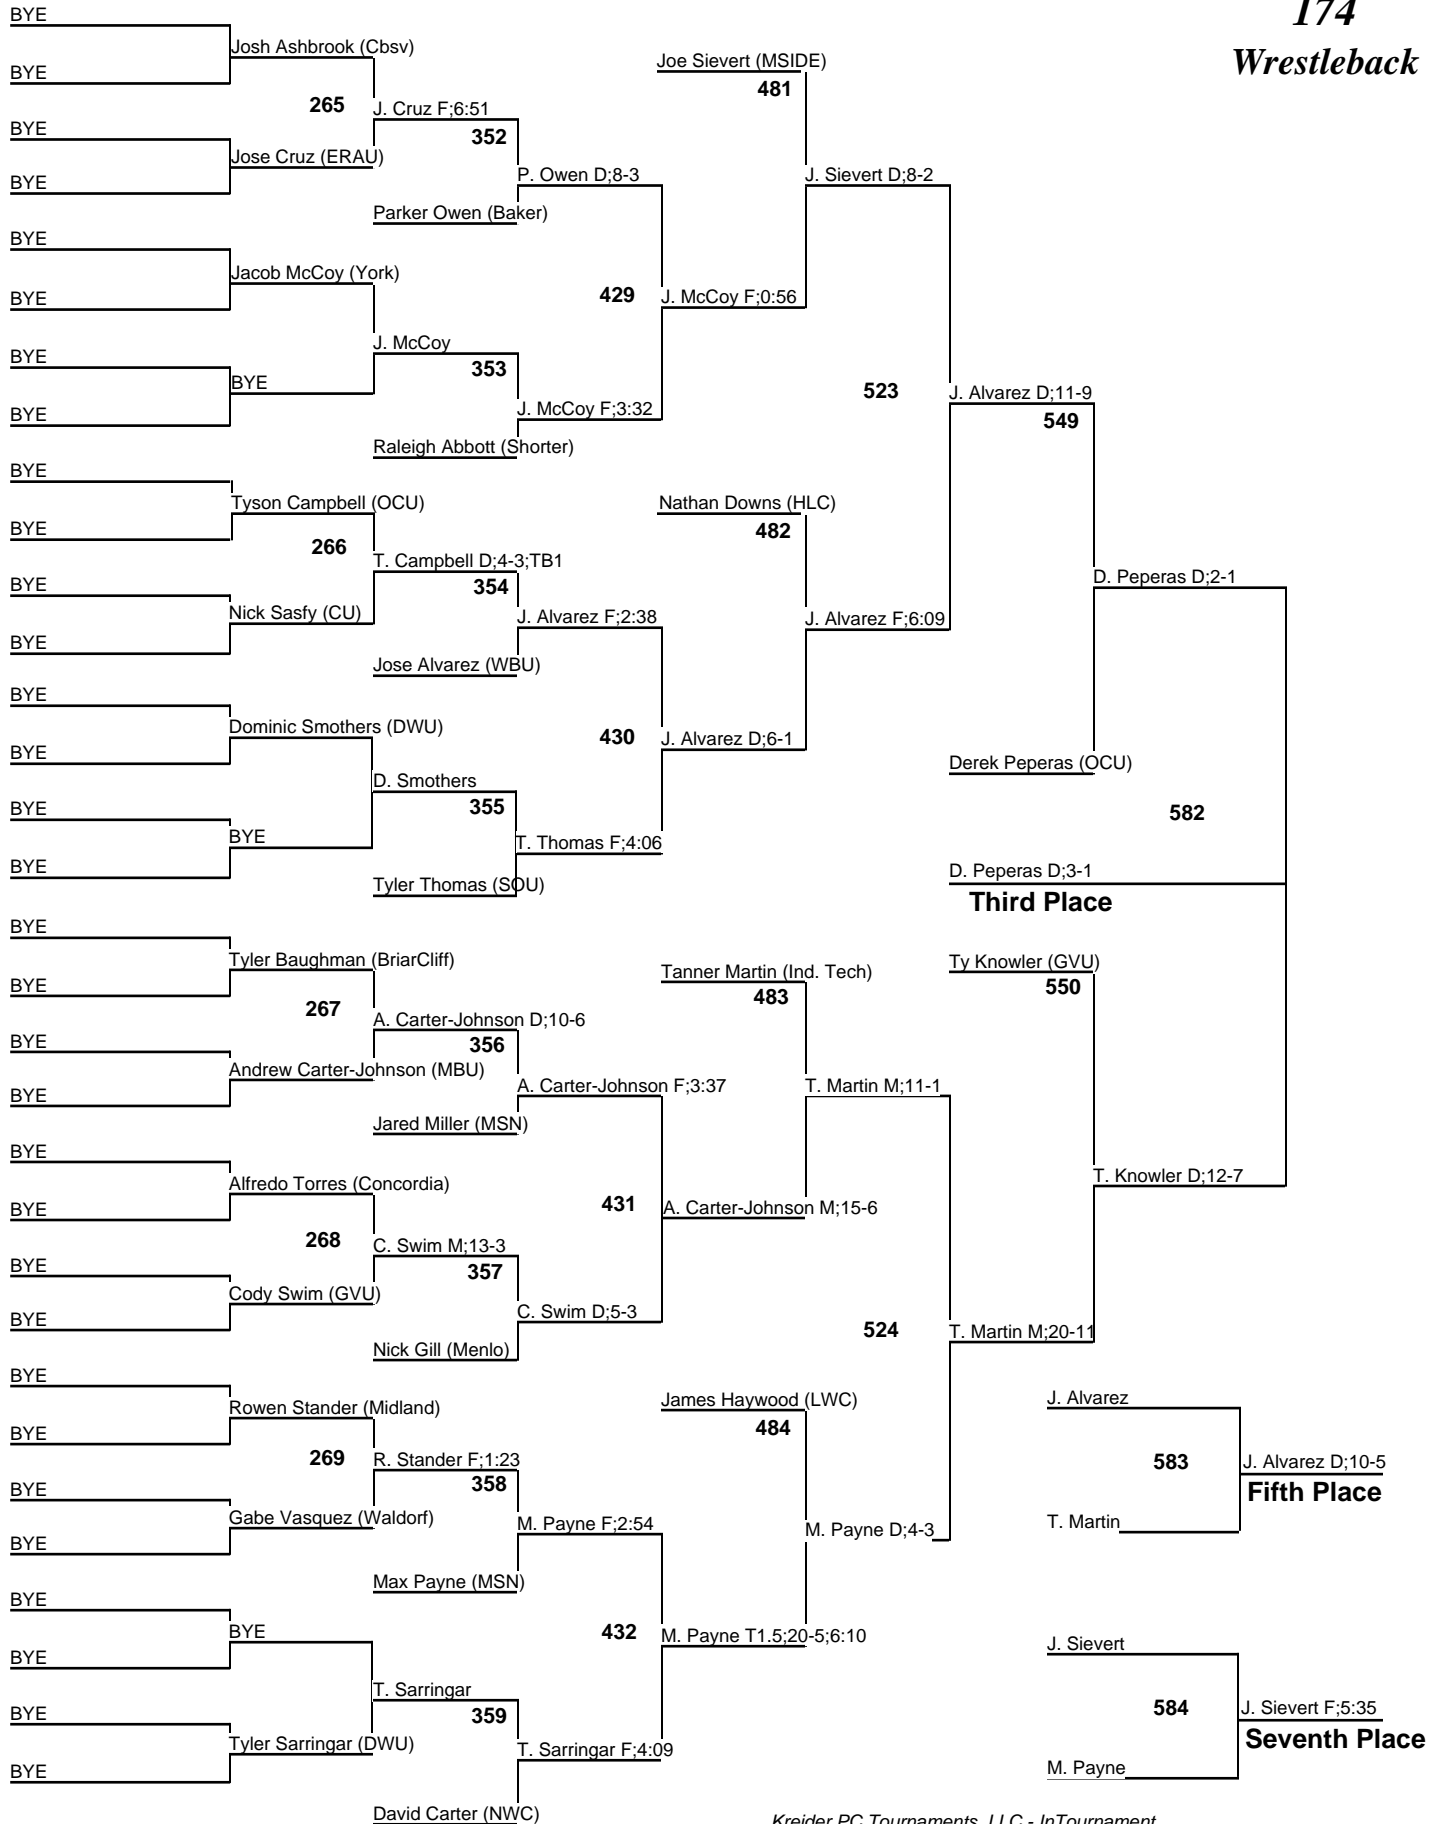 174
Wrestleback
BYE
Josh Ashbrook (Cbsv)
BYE
265
J. Cruz F;6:51
352
BYE
Jose Cruz (ERAU)
BYE
P. Owen D;8-3
Parker Owen (Baker)
BYE
Jacob McCoy (York)
BYE
429
J. McCoy F;0:56
J. McCoy
353
BYE
BYE
BYE
J. McCoy F;3:32
Raleigh Abbott (Shorter)
Joe Sievert (MSIDE)
481
J. Sievert D;8-2
523
J. Alvarez D;11-9
549
BYE
Tyson Campbell (OCU)
BYE
266
T. Campbell D;4-3;TB1
354
BYE
Nick Sasfy (CU)
BYE
J. Alvarez F;2:38
Jose Alvarez (WBU)
Nathan Downs (HLC)
482
J. Alvarez F;6:09
D. Peperas D;2-1
BYE
Dominic Smothers (DWU)
BYE
430
J. Alvarez D;6-1
D. Smothers
355
BYE
BYE
BYE
T. Thomas F;4:06
Tyler Thomas (SOU)
Derek Peperas (OCU)
582
D. Peperas D;3-1
Third Place
BYE
Tyler Baughman (BriarCliff)
BYE
267
A. Carter-Johnson D;10-6
356
BYE
Andrew Carter-Johnson (MBU)
BYE
A. Carter-Johnson F;3:37
Jared Miller (MSN)
Tanner Martin (Ind. Tech)
483
T. Martin M;11-1
Ty Knowler (GVU)
550
BYE
Alfredo Torres (Concordia)
BYE
431
A. Carter-Johnson M;15-6
T. Knowler D;12-7
268
C. Swim M;13-3
357
BYE
Cody Swim (GVU)
BYE
C. Swim D;5-3
Nick Gill (Menlo)
524
T. Martin M;20-11
BYE
Rowen Stander (Midland)
BYE
269
R. Stander F;1:23
358
BYE
Gabe Vasquez (Waldorf)
BYE
M. Payne F;2:54
Max Payne (MSN)
James Haywood (LWC)
484
M. Payne D;4-3
J. Alvarez
583
J. Alvarez D;10-5
Fifth Place
T. Martin
BYE
BYE
BYE
432
M. Payne T1.5;20-5;6:10
T. Sarringar
359
BYE
Tyler Sarringar (DWU)
BYE
T. Sarringar F;4:09
David Carter (NWC)
J. Sievert
584
J. Sievert F;5:35
Seventh Place
M. Payne
Kreider PC Tournaments, LLC - InTournament